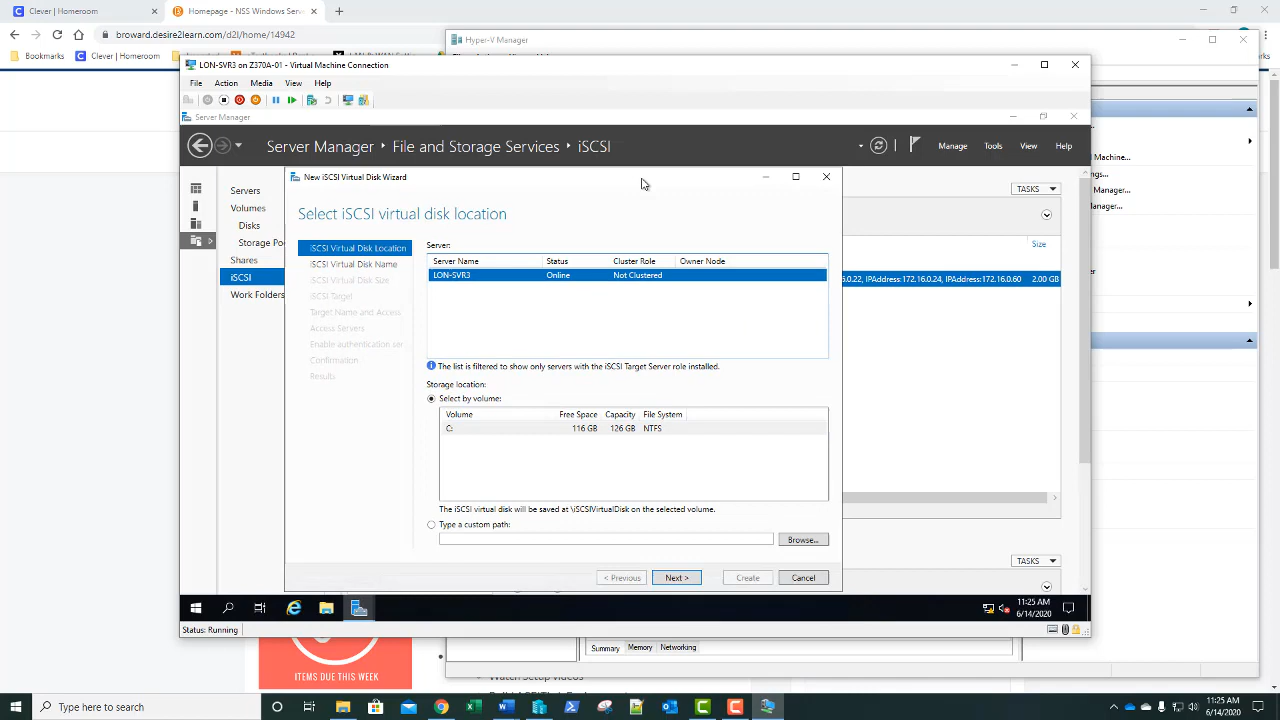 Clever | Homeroom
Homepage - NSS Windows Serve
broward.desire2learn.com/d2l/home/14942
Hyper-V Manager
Bookmarks
Clever | Homeroom
LON-SVR3 on Z370A-01 - Virtual Machine Connection
File Action Media View Help
Server Manager
Server Manager File and Storage Services iSCSI
Manage Tools View Help
Machine...
Manager...
Servers
Volumes
Disks
Storage Po
Shares
iSCSI
Work Folders
TASKS
Size
, IPAddress:172.16.0.24, IPAddress:172.16.0.60 2.00 GB
TASKS
New iSCSI Virtual Disk Wizard
Select iSCSI virtual disk location
iSCSI Virtual Disk Location
iSCSI Virtual Disk Name
iSCSI Virtual Disk Size
iSCSI Target
Target Name and Access
Access Servers
Enable authentication ser
Confirmation
Results
Server:
Server Name Status Cluster Role Owner Node
LON-SVR3 Online Not Clustered
The list is filtered to show only servers with the iSCSI Target Server role installed.
Storage location:
Select by volume:
Volume Free Space Capacity File System
C: 116 GB 126 GB NTFS
The iSCSI virtual disk will be saved at \iSCSIVirtualDisk on the selected volume.
Type a custom path:
Browse...
< Previous Next > Create Cancel
11:25 AM
6/14/2020
Status: Running
Summary Memory Networking
ITEMS DUE THIS WEEK
Type here to search
11:25 AM
6/14/2020